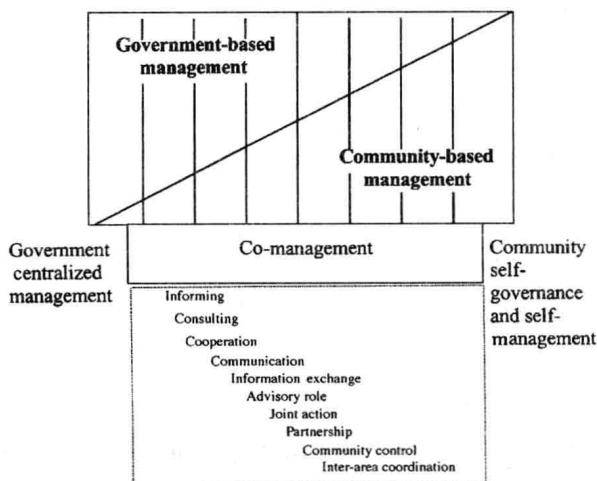 Government-based
management
Community-based
management
Government
centralized
management
Co-management
Community
self-
governance
and self-
management
Informing
Consulting
Cooperation
Communication
Information exchange
Advisory role
Joint action
Partnership
Community control
Inter-area coordination